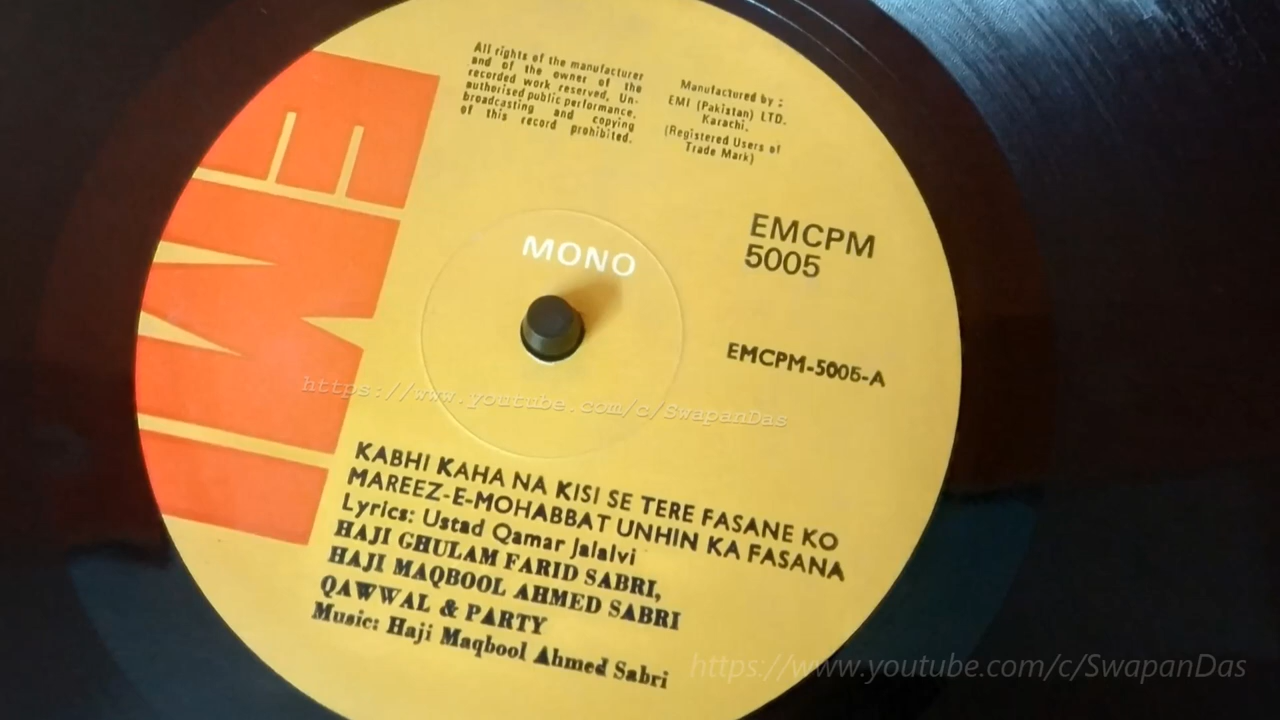 EMI
All rights of the manufacturer
and of the owner of the
recorded work reserved. Un-
authorised public performance,
broadcasting and copying
of this record prohibited.
Manufactured by :
EMI (Pakistan) LTD.
Karachi.
(Registered Users of
Trade Mark)
EMCPM
5005
MONO
EMCPM-5005-A
https://www.youtube.com/c/SwapanDas
KABHI KAHA NA KISI SE TERE FASANE KO
MAREEZ-E-MOHABBAT UNHIN KA FASANA
Lyrics: Ustad Qamar Jalalvi
HAJI GHULAM FARID SABRI,
HAJI MAQBOOL AHMED SABRI
QAWWAL & PARTY
Music: Haji Maqbool Ahmed Sabri
https://www.youtube.com/c/SwapanDas